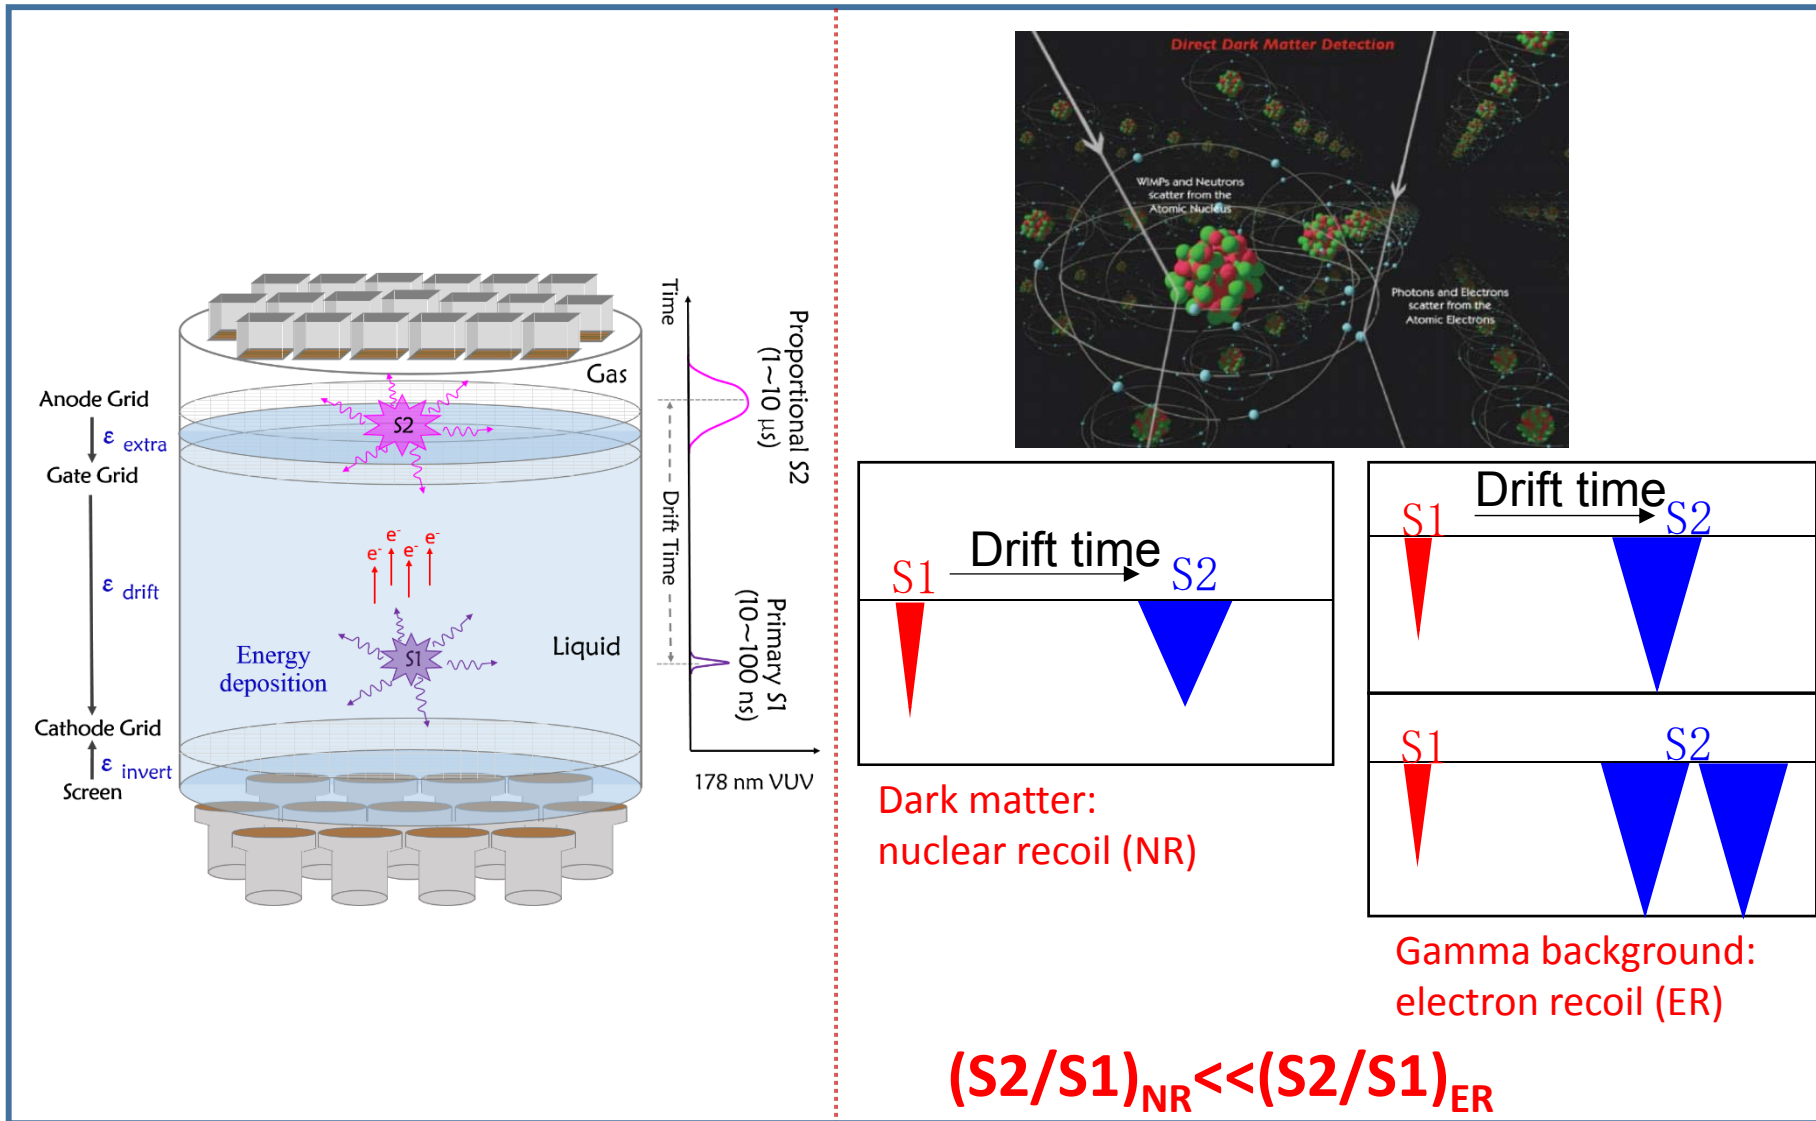 Anode Grid
ε extra
Gate Grid
ε drift
Cathode Grid
ε invert
Screen
Gas
S2
e- e- e- e-
Liquid
Energy
deposition
S1
Time
Proportional S2
(1~10 µs)
Drift Time
Primary S1
(10~100 ns)
178 nm VUV
Direct Dark Matter Detection
WIMPs and Neutrons
scatter from the
Atomic Nucleus
Photons and Electrons
scatter from the
Atomic Electrons
S1
Drift time
S2
Dark matter:
nuclear recoil (NR)
Drift time
S1
S2
S1
S2
Gamma background:
electron recoil (ER)
(S2/S1)NR<<(S2/S1)ER